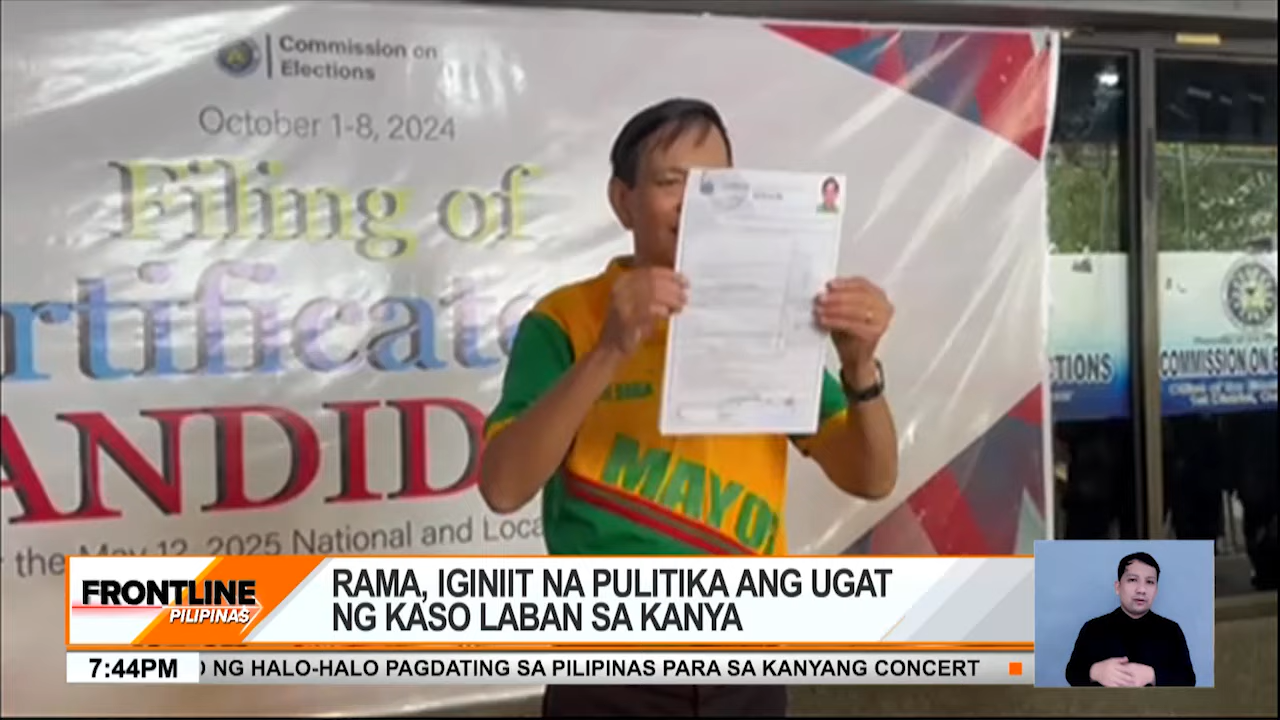 Commission on
Elections
October 1-8, 2024
Filing of
rtificate
ANDID
the May 12, 2025 National and Loca
MAYO
CTIONS
COMMISSION ON E
FRONTLINE
PILIPINAS
RAMA, IGINIIT NA PULITIKA ANG UGAT
NG KASO LABAN SA KANYA
7:44PM
O NG HALO-HALO PAGDATING SA PILIPINAS PARA SA KANYANG CONCERT